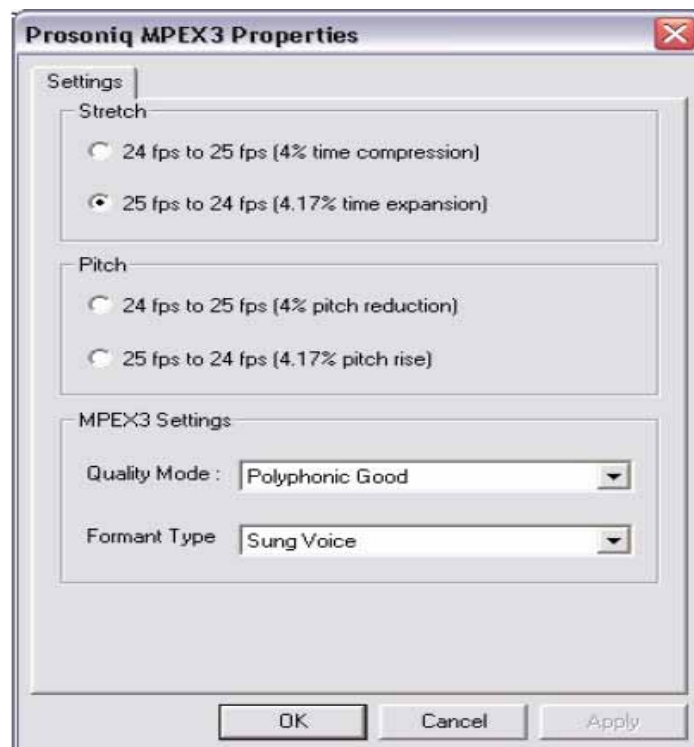 Prosoniq MPEX3 Properties
Settings
Stretch
24 fps to 25 fps (4% time compression)
25 fps to 24 fps (4.17% time expansion)
Pitch
24 fps to 25 fps (4% pitch reduction)
25 fps to 24 fps (4.17% pitch rise)
MPEX3 Settings
Quality Mode : Polyphonic Good
Formant Type Sung Voice
OK Cancel Apply